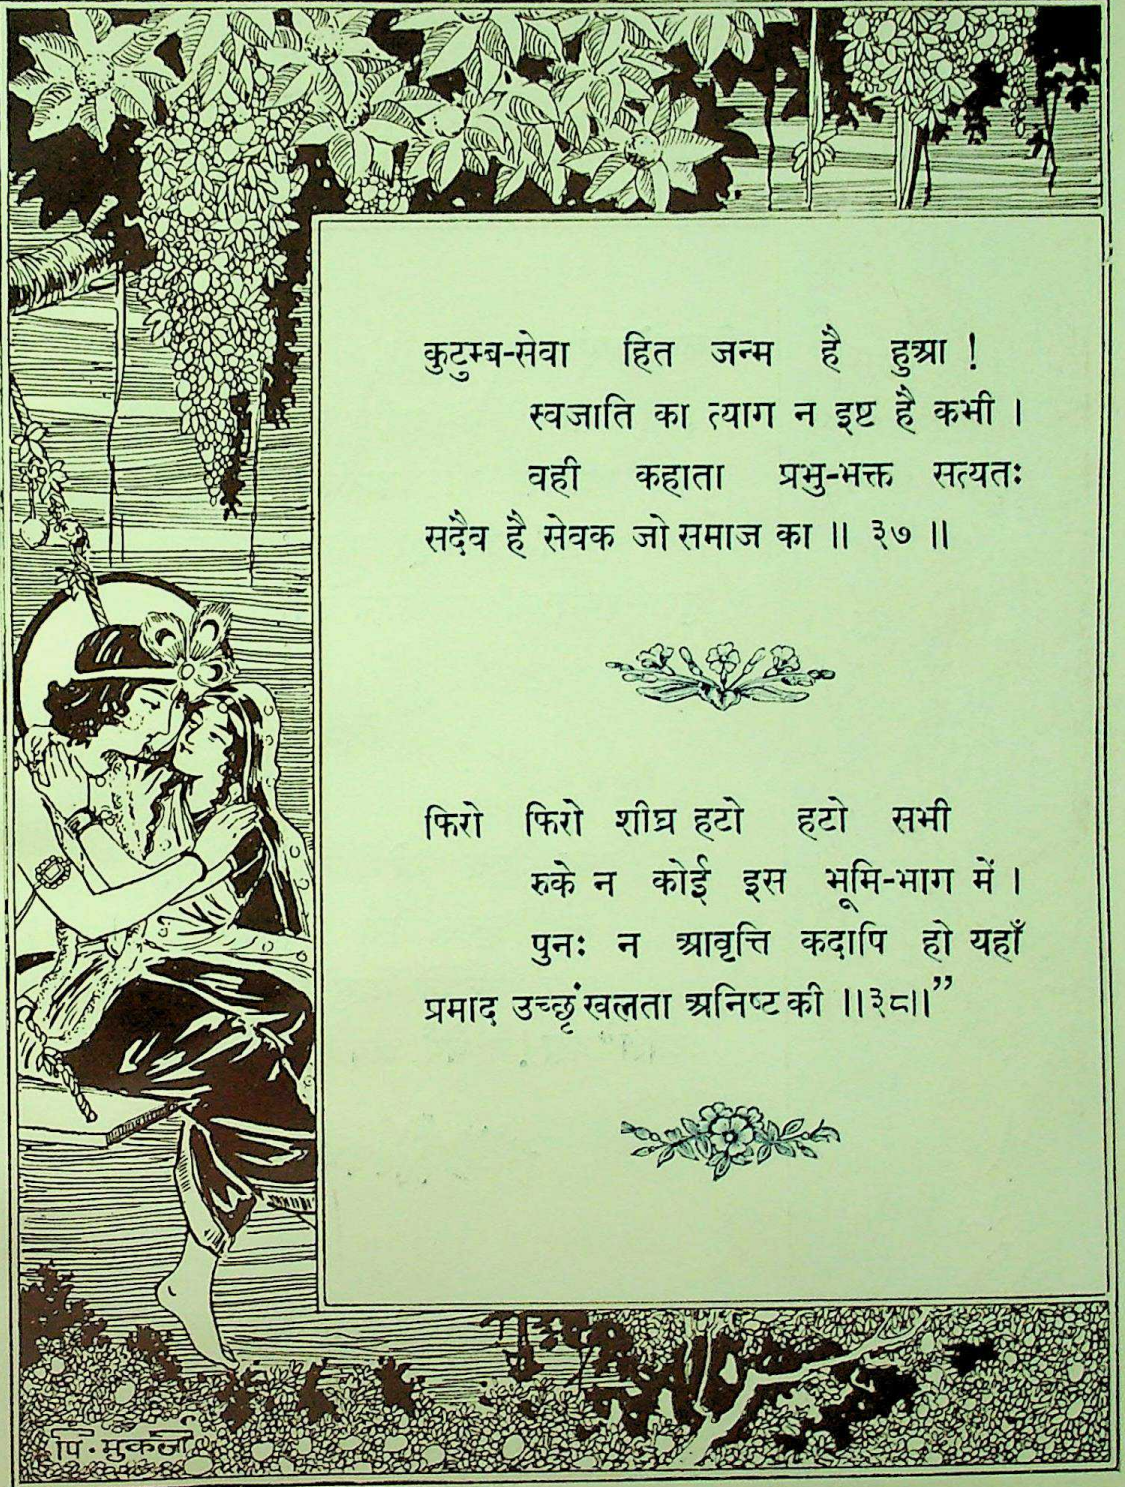 कुटुम्ब-सेवा हित जन्म है हुआ !
स्वजाति का त्याग न इष्ट है कभी ।
वही कहाता प्रभु-भक्त सत्यतः
सदैव है सेवक जो समाज का ॥ ३७ ॥
फिरो फिरो शीघ्र हटो हटो सभी
रुके न कोई इस भूमि-भाग में ।
पुनः न आवृत्ति कदापि हो यहाँ
प्रमाद उच्छृंखलता अनिष्ट की ॥३८॥”
पि. मुकर्जी